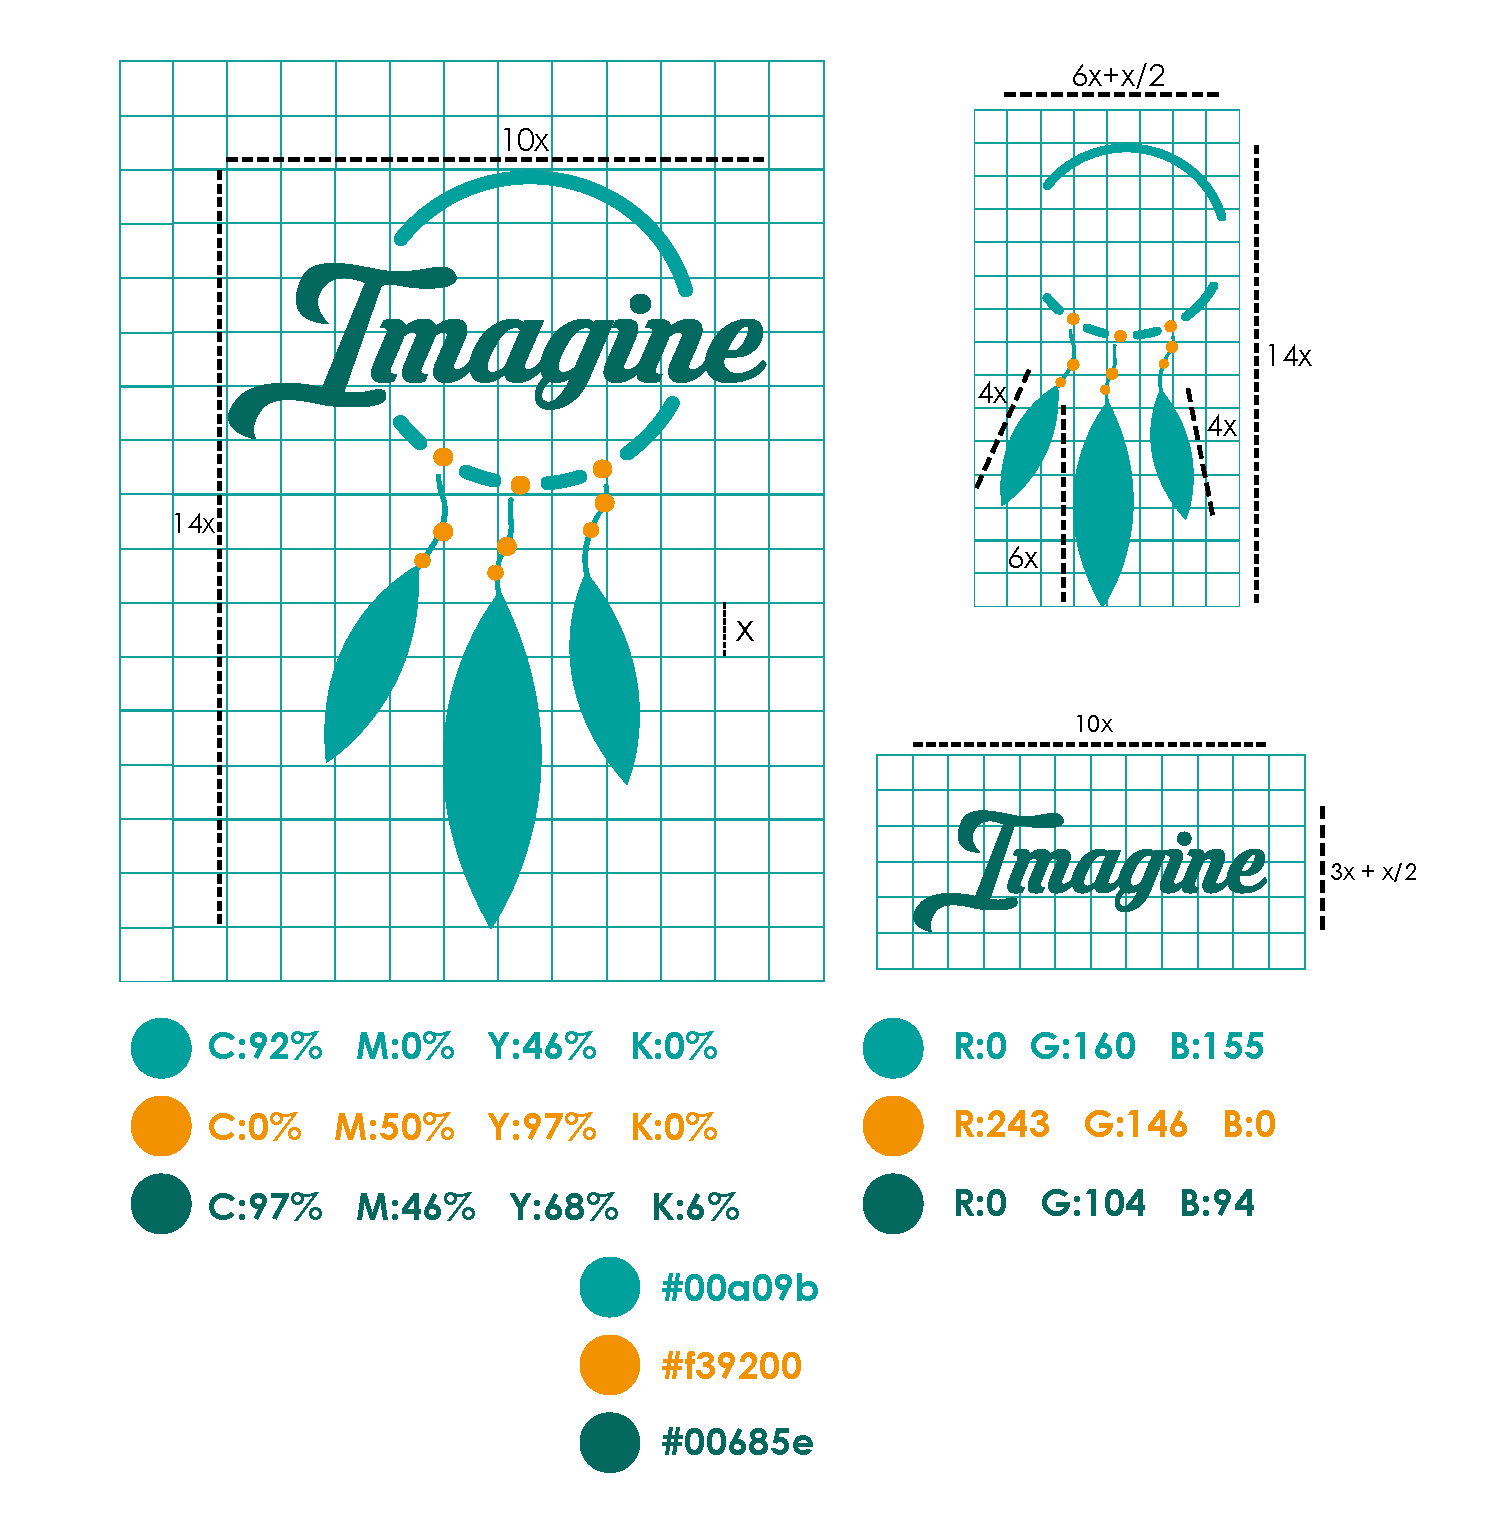 10x
Imagine
14x
X
6x+x/2
14x
4x
4x
6x
10x
Imagine
3x + x/2
C:92% M:0% Y:46% K:0%
C:0% M:50% Y:97% K:0%
C:97% M:46% Y:68% K:6%
R:0 G:160 B:155
R:243 G:146 B:0
R:0 G:104 B:94
#00a09b
#f39200
#00685e